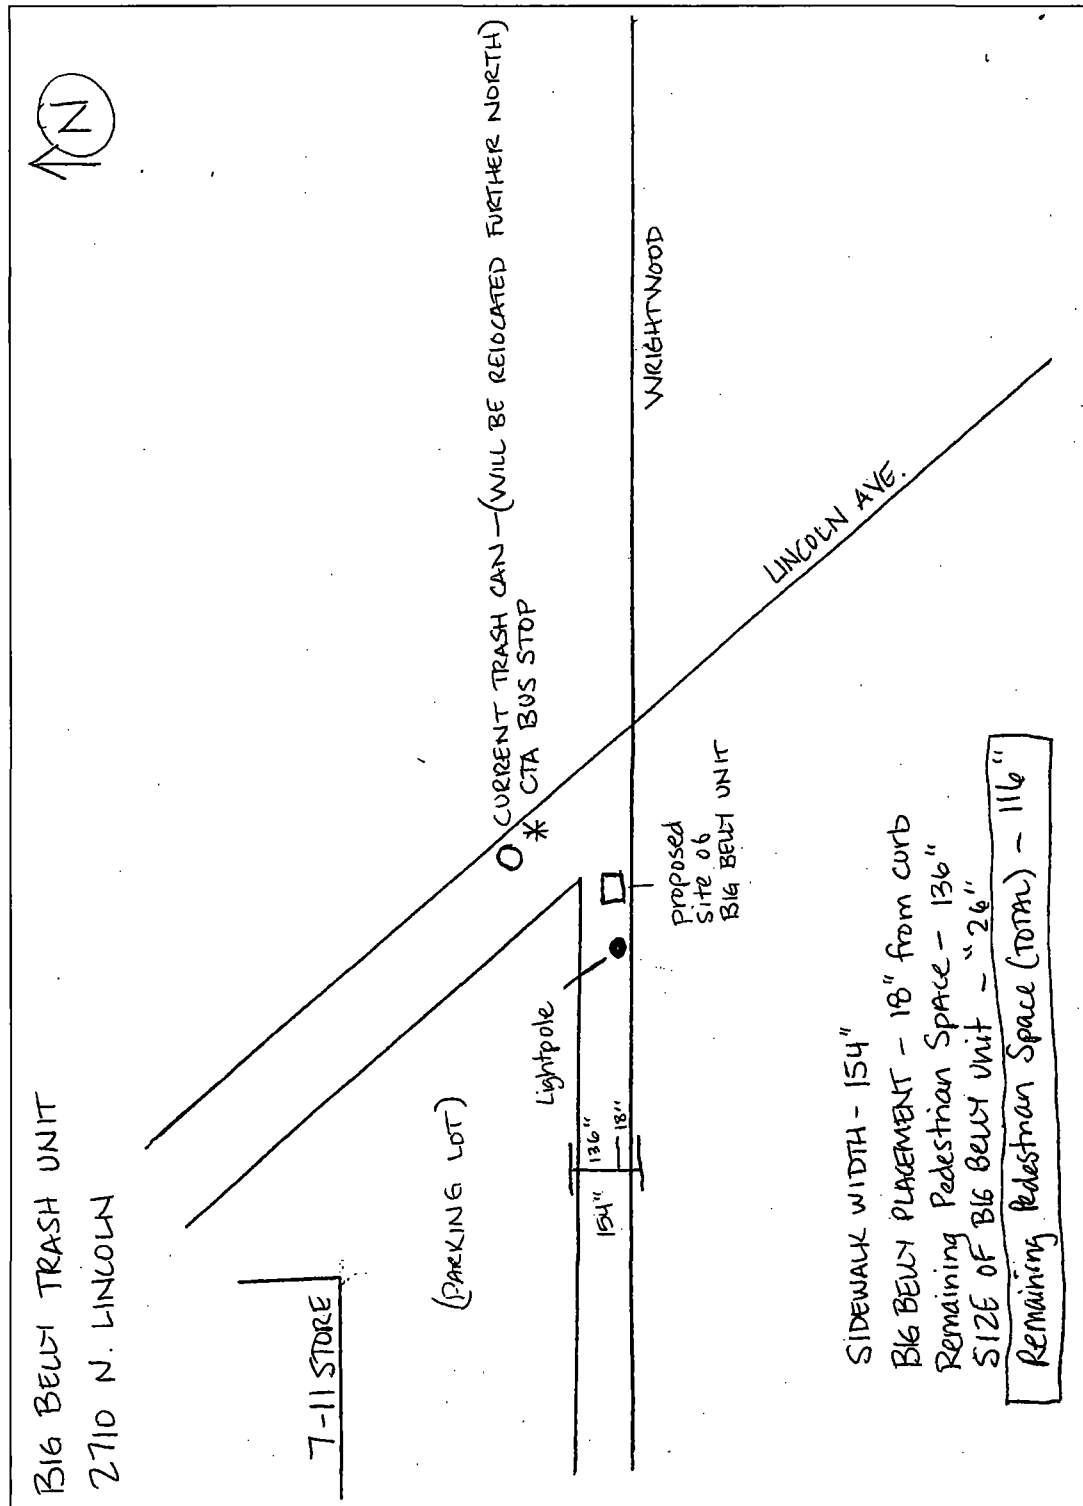 BIG BELLY TRASH UNIT
2710 N. LINCOLN
N
7-11 STORE
(PARKING LOT)
CURRENT TRASH CAN - (WILL BE RELOCATED FURTHER NORTH)
CTA BUS STOP
Lightpole
154"
136"
18"
proposed
Site of
BIG BELLY UNIT
WRIGHTWOOD
LINCOLN AVE.
SIDEWALK WIDTH - 154"
BIG BELLY PLACEMENT - 18" from curb
Remaining Pedestrian Space - 136"
SIZE OF BIG BELLY Unit - "26"
Remaining Pedestrian Space (TOTAL) - 116"